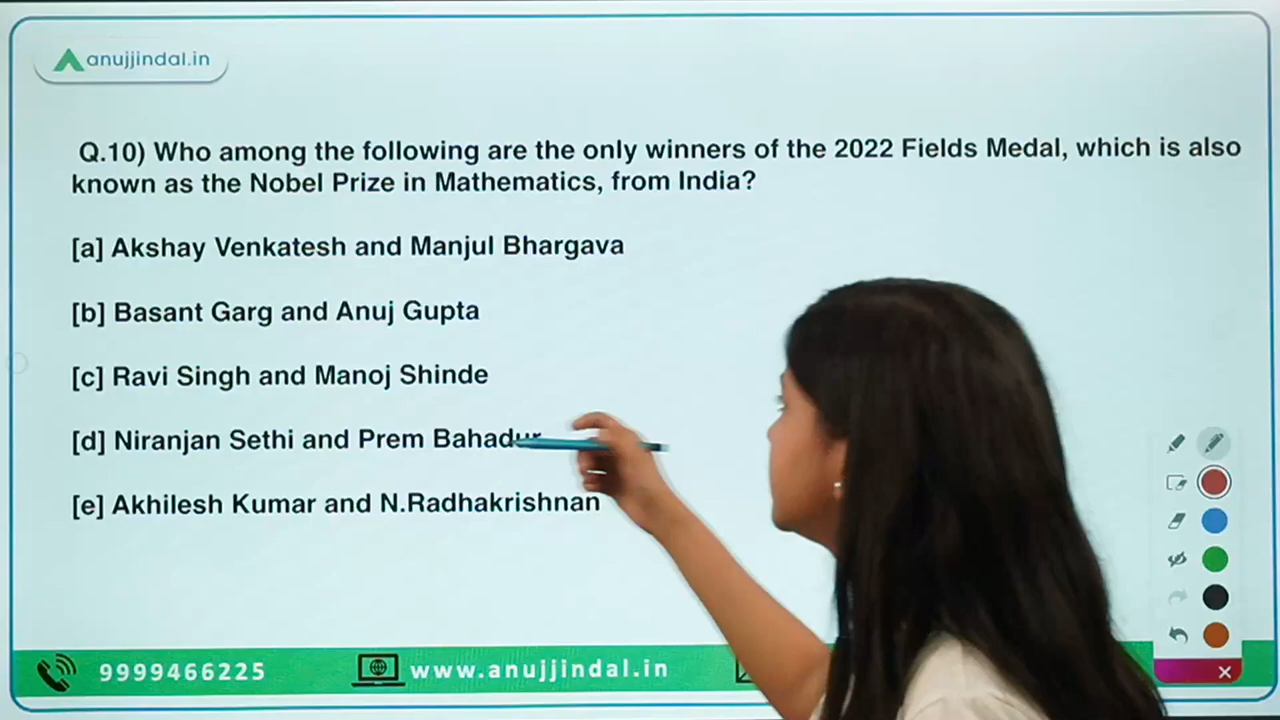 anujjindal.in
Q.10) Who among the following are the only winners of the 2022 Fields Medal, which is also
known as the Nobel Prize in Mathematics, from India?
[a] Akshay Venkatesh and Manjul Bhargava
[b] Basant Garg and Anuj Gupta
[c] Ravi Singh and Manoj Shinde
[d] Niranjan Sethi and Prem Bahadur
[e] Akhilesh Kumar and N.Radhakrishnan
9999466225
www.anujjindal.in